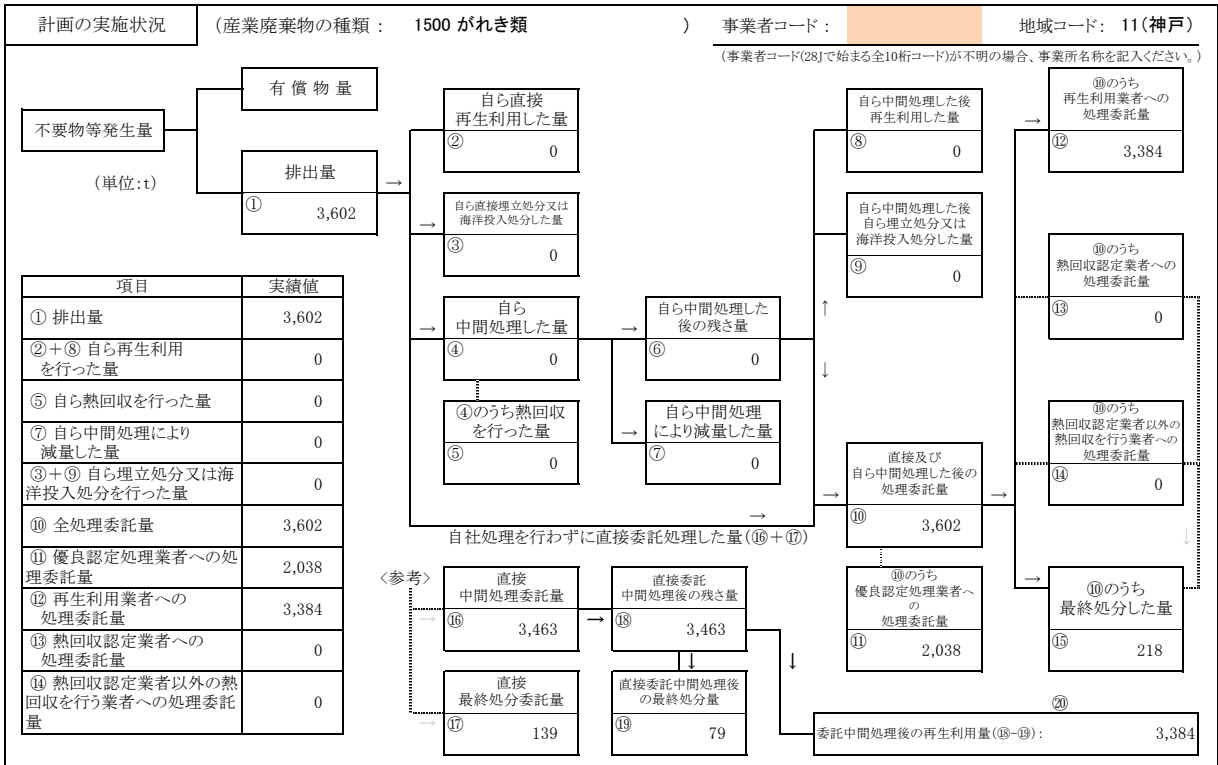 計画の実施状況 (産業廃棄物の種類： 1500 がれき類 ) 事業者コード： 地域コード： 11(神戸)
(事業者コード(28Jで始まる全10桁コード)が不明の場合、事業所名称を記入ください。)
不要物等発生量
(単位:t)
有償物量
排出量
① 3,602
→
自ら直接
再生利用した量
② 0
→
自ら直接埋立処分又は
海洋投入処分した量
③ 0
→
自ら
中間処理した量
④ 0
④のうち熱回収
を行った量
⑤ 0
→
自ら中間処理した
後の残さ量
⑥ 0
→
自ら中間処理
により減量した量
⑦ 0
↑
↓
自ら中間処理した後
再生利用した量
⑧ 0
自ら中間処理した後
自ら埋立処分又は
海洋投入処分した量
⑨ 0
→
自社処理を行わずに直接委託処理した量(⑯＋⑰)
→
直接及び
自ら中間処理した後の
処理委託量
⑩ 3,602
→
⑩のうち
優良認定処理業者へ
の
処理委託量
⑪ 2,038
→
⑩のうち
再生利用業者への
処理委託量
⑫ 3,384
⑩のうち
熱回収認定業者への
処理委託量
⑬ 0
⑩のうち
熱回収認定業者以外の
熱回収を行う業者への
処理委託量
⑭ 0
↓
→
⑩のうち
最終処分した量
⑮ 218
項目 実績値
① 排出量 3,602
②＋⑧ 自ら再生利用
を行った量 0
⑤ 自ら熱回収を行った量 0
⑦ 自ら中間処理により
減量した量 0
③＋⑨ 自ら埋立処分又は海
洋投入処分を行った量 0
⑩ 全処理委託量 3,602
⑪ 優良認定処理業者への処
理委託量 2,038
⑫ 再生利用業者への
処理委託量 3,384
⑬ 熱回収認定業者への
処理委託量 0
⑭ 熱回収認定業者以外の熱
回収を行う業者への処理委託
量 0
〈参考〉
→
直接
中間処理委託量
⑯ 3,463
→
直接委託
中間処理後の残さ量
⑱ 3,463
→
直接
最終処分委託量
⑰ 139
↓
直接委託中間処理後
の最終処分量
⑲ 79
↓
⑳
委託中間処理後の再生利用量(⑱-⑲)： 3,384